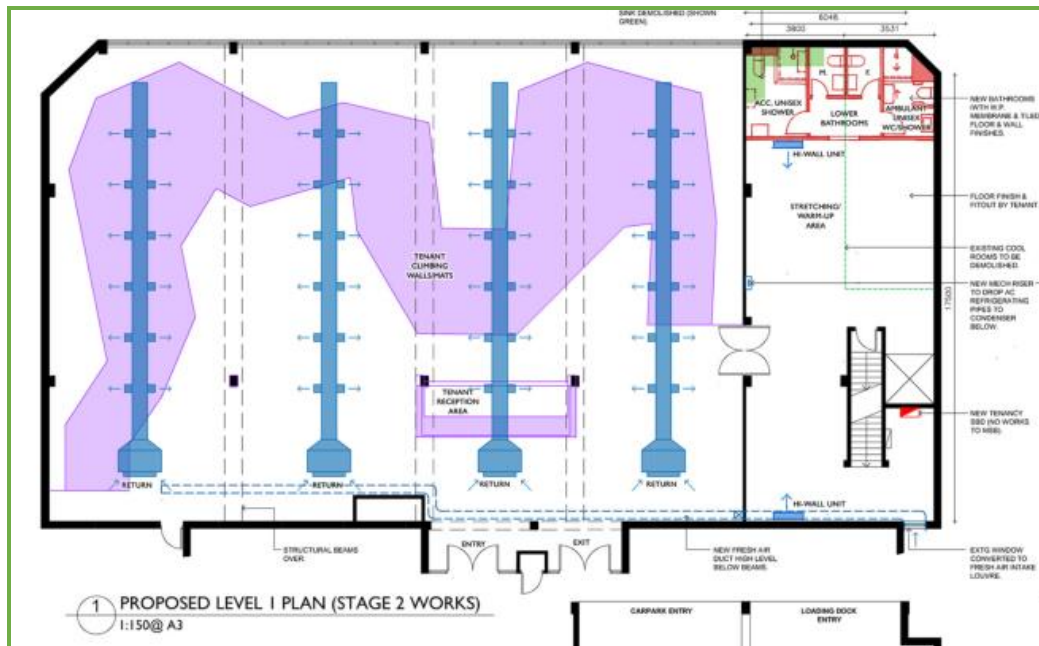 SINK DEMOLISHED (SHOWN
GREEN).
6046
3800
3531
M.
F.
ACC. UNISEX
SHOWER
LOWER
BATHROOMS
AMBULANT
UNISEX
WC/SHOWER
NEW BATHROOMS
(WITH W.P.
MEMBRANE & TILED
FLOOR & WALL
FINISHES.
HI-WALL UNIT
STRETCHING/
WARM-UP
AREA
FLOOR FINISH &
FITOUT BY TENANT
EXISTING COOL
ROOMS TO BE
DEMOLISHED.
17500
NEW MECH RISER
TO DROP AC
REFRIGERATING
PIPES TO
CONDENSER
BELOW.
TENANT
CLIMBING
WALLS/MATS
TENANT
RECEPTION
AREA
NEW TENANCY
SBD (NO WORKS
TO MSB).
RETURN
RETURN
RETURN
RETURN
HI-WALL UNIT
STRUCTURAL BEAMS
OVER.
ENTRY
EXIT
NEW FRESH AIR
DUCT HIGH LEVEL
BELOW BEAMS.
EXTG WINDOW
CONVERTED TO
FRESH AIR INTAKE
LOUVRE.
1 PROPOSED LEVEL 1 PLAN (STAGE 2 WORKS)
1:150@ A3
CARPARK ENTRY
LOADING DOCK
ENTRY